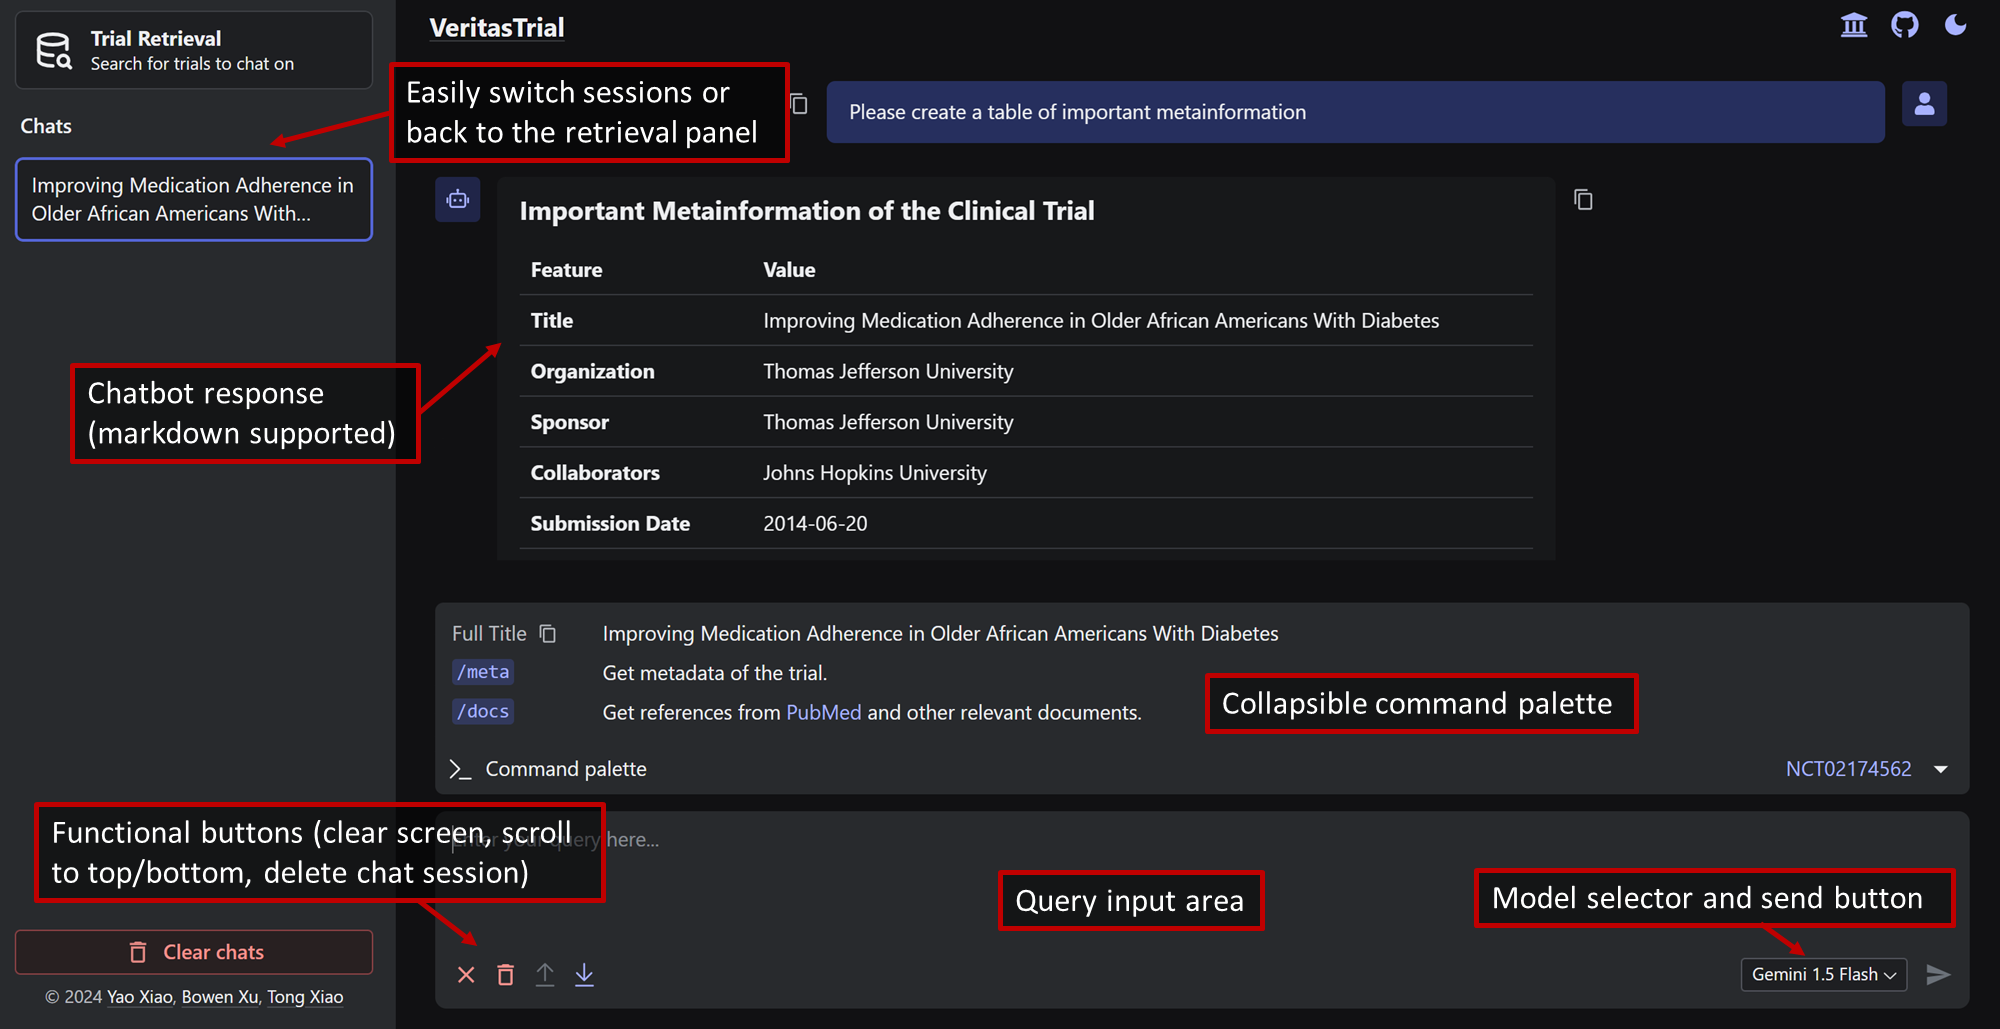 Trial Retrieval
Search for trials to chat on
Chats
Improving Medication Adherence in
Older African Americans With...
VeritasTrial
Easily switch sessions or
back to the retrieval panel
Please create a table of important metainformation
Important Metainformation of the Clinical Trial
Feature Value
Title Improving Medication Adherence in Older African Americans With Diabetes
Organization Thomas Jefferson University
Sponsor Thomas Jefferson University
Collaborators Johns Hopkins University
Submission Date 2014-06-20
Chatbot response
(markdown supported)
Full Title Improving Medication Adherence in Older African Americans With Diabetes
/meta Get metadata of the trial.
/docs Get references from PubMed and other relevant documents.
Collapsible command palette
Command palette NCT02174562
Functional buttons (clear screen, scroll
to top/bottom, delete chat session)
Enter your query here...
Query input area
Model selector and send button
Gemini 1.5 Flash
Clear chats
© 2024 Yao Xiao, Bowen Xu, Tong Xiao